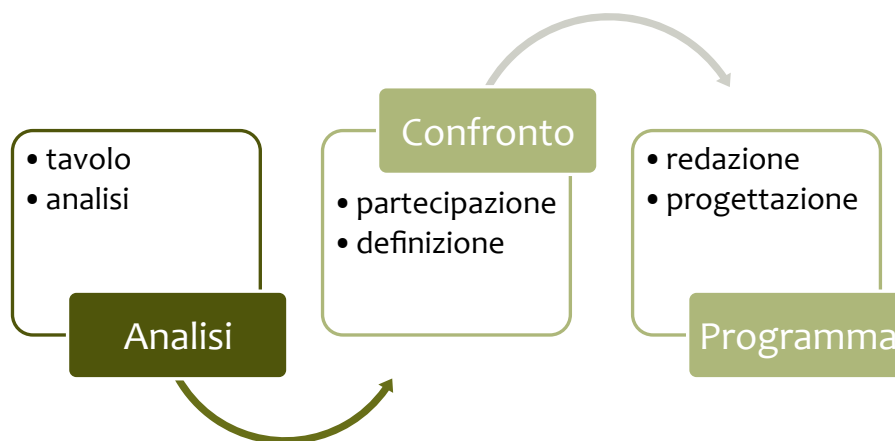 • tavolo
• analisi
Analisi
Confronto
• partecipazione
• definizione
• redazione
• progettazione
Programma